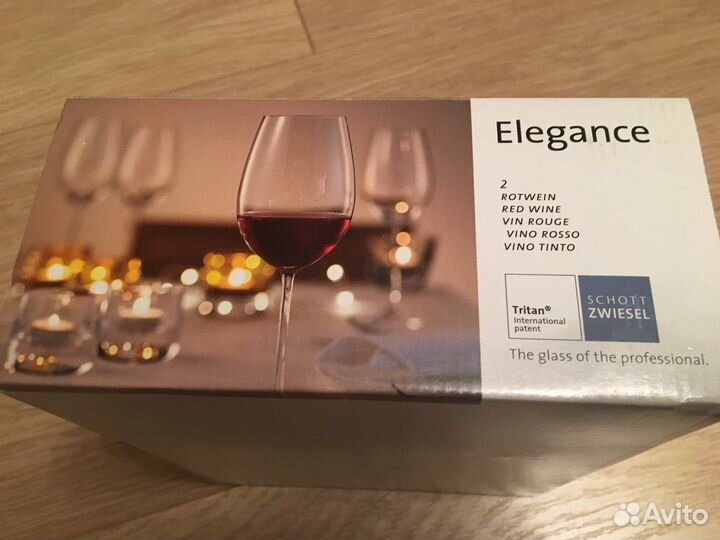 Elegance
2
ROTWEIN
RED WINE
VIN ROUGE
VINO ROSSO
VINO TINTO
Tritan®
International
patent
SCHOTT
ZWIESEL
The glass of the professional.
Avito